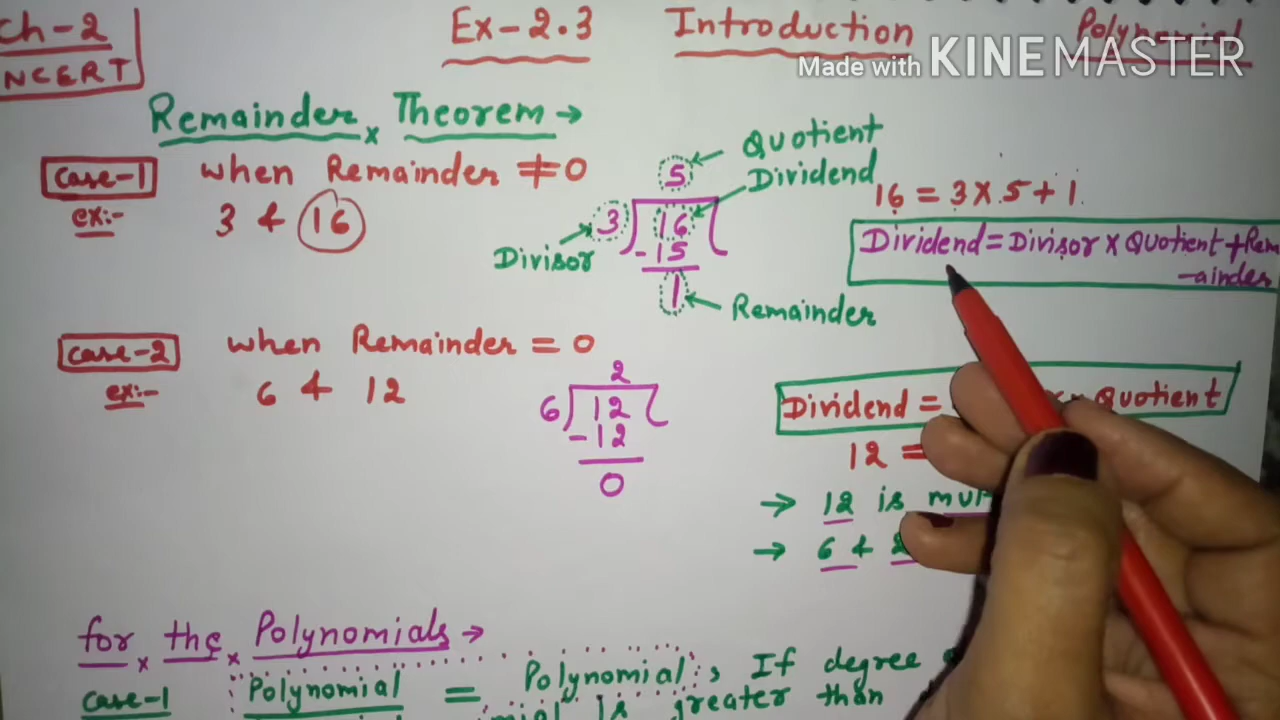 Ch-2
NCERT
Ex-2.3 Introduction Polynomial
Made with KINEMASTER
Remainder Theorem →
Case-1 when Remainder ≠ 0
ex:- 3 & 16
5 ← Quotient
Dividend
3 16
Divisor
-15
1 ← Remainder
16 = 3 × 5 + 1
Dividend = Divisor × Quotient + Rem
-ainder
Case-2 when Remainder = 0
ex:- 6 & 12
2
6 12
-12
0
Dividend = Quotient
12 =
→ 12 is
→ 6 &
for the Polynomials →
Case-1 Polynomial = Polynomial, If degree
is greater than